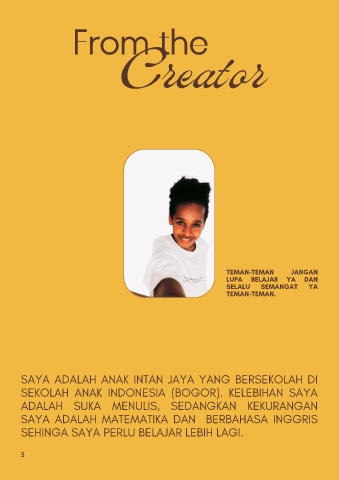 From the
Creator
TEMAN-TEMAN JANGAN
LUPA BELAJAR YA DAN
SELALU SEMANGAT YA
TEMAN-TEMAN.
SAYA ADALAH ANAK INTAN JAYA YANG BERSEKOLAH DI
SEKOLAH ANAK INDONESIA (BOGOR). KELEBIHAN SAYA
ADALAH SUKA MENULIS, SEDANGKAN KEKURANGAN
SAYA ADALAH MATEMATIKA DAN BERBAHASA INGGRIS
SEHINGA SAYA PERLU BELAJAR LEBIH LAGI.